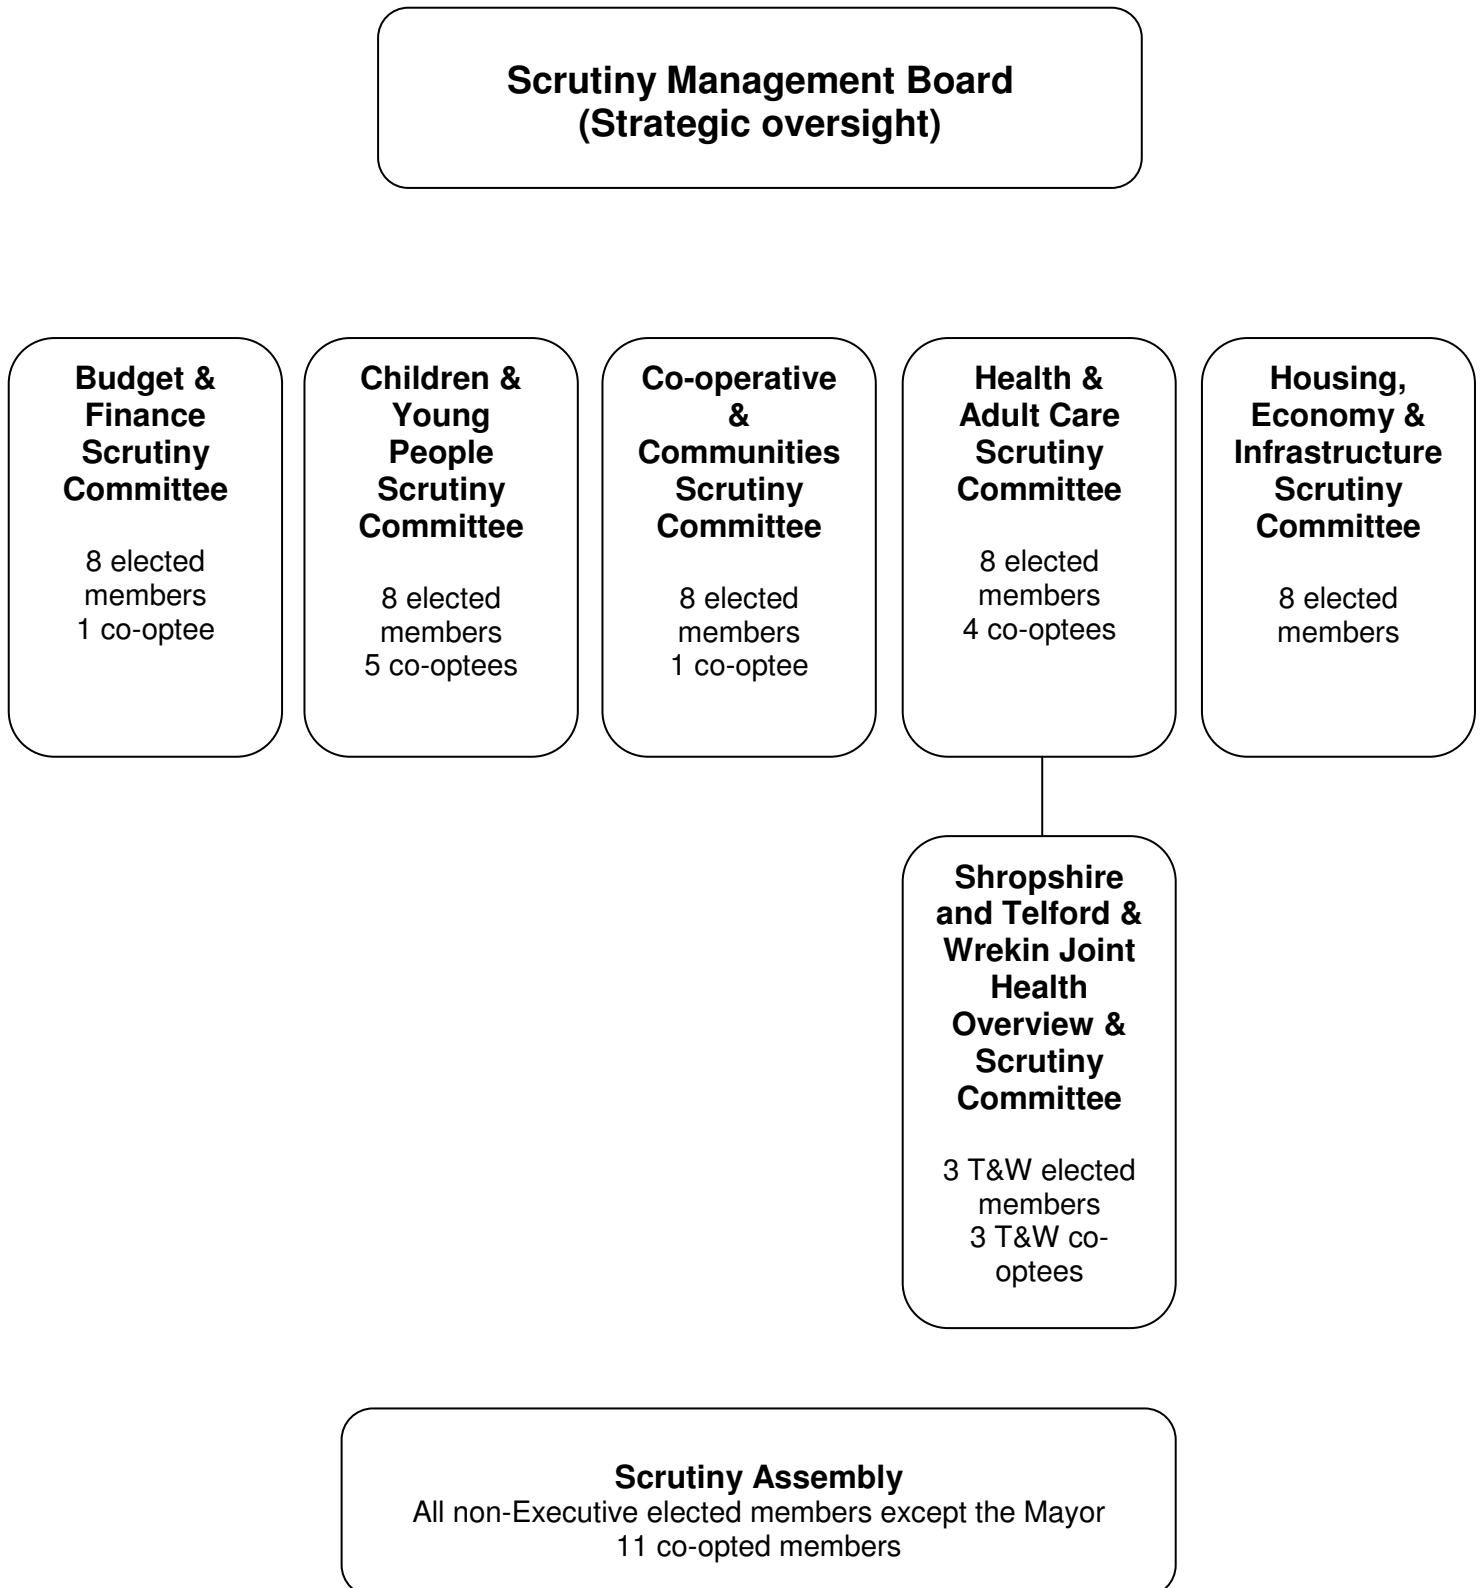 Scrutiny Management Board
(Strategic oversight)
Budget &
Finance
Scrutiny
Committee
8 elected
members
1 co-optee
Children &
Young
People
Scrutiny
Committee
8 elected
members
5 co-optees
Co-operative
&
Communities
Scrutiny
Committee
8 elected
members
1 co-optee
Health &
Adult Care
Scrutiny
Committee
8 elected
members
4 co-optees
Housing,
Economy &
Infrastructure
Scrutiny
Committee
8 elected
members
Shropshire
and Telford &
Wrekin Joint
Health
Overview &
Scrutiny
Committee
3 T&W elected
members
3 T&W co-
optees
Scrutiny Assembly
All non-Executive elected members except the Mayor
11 co-opted members